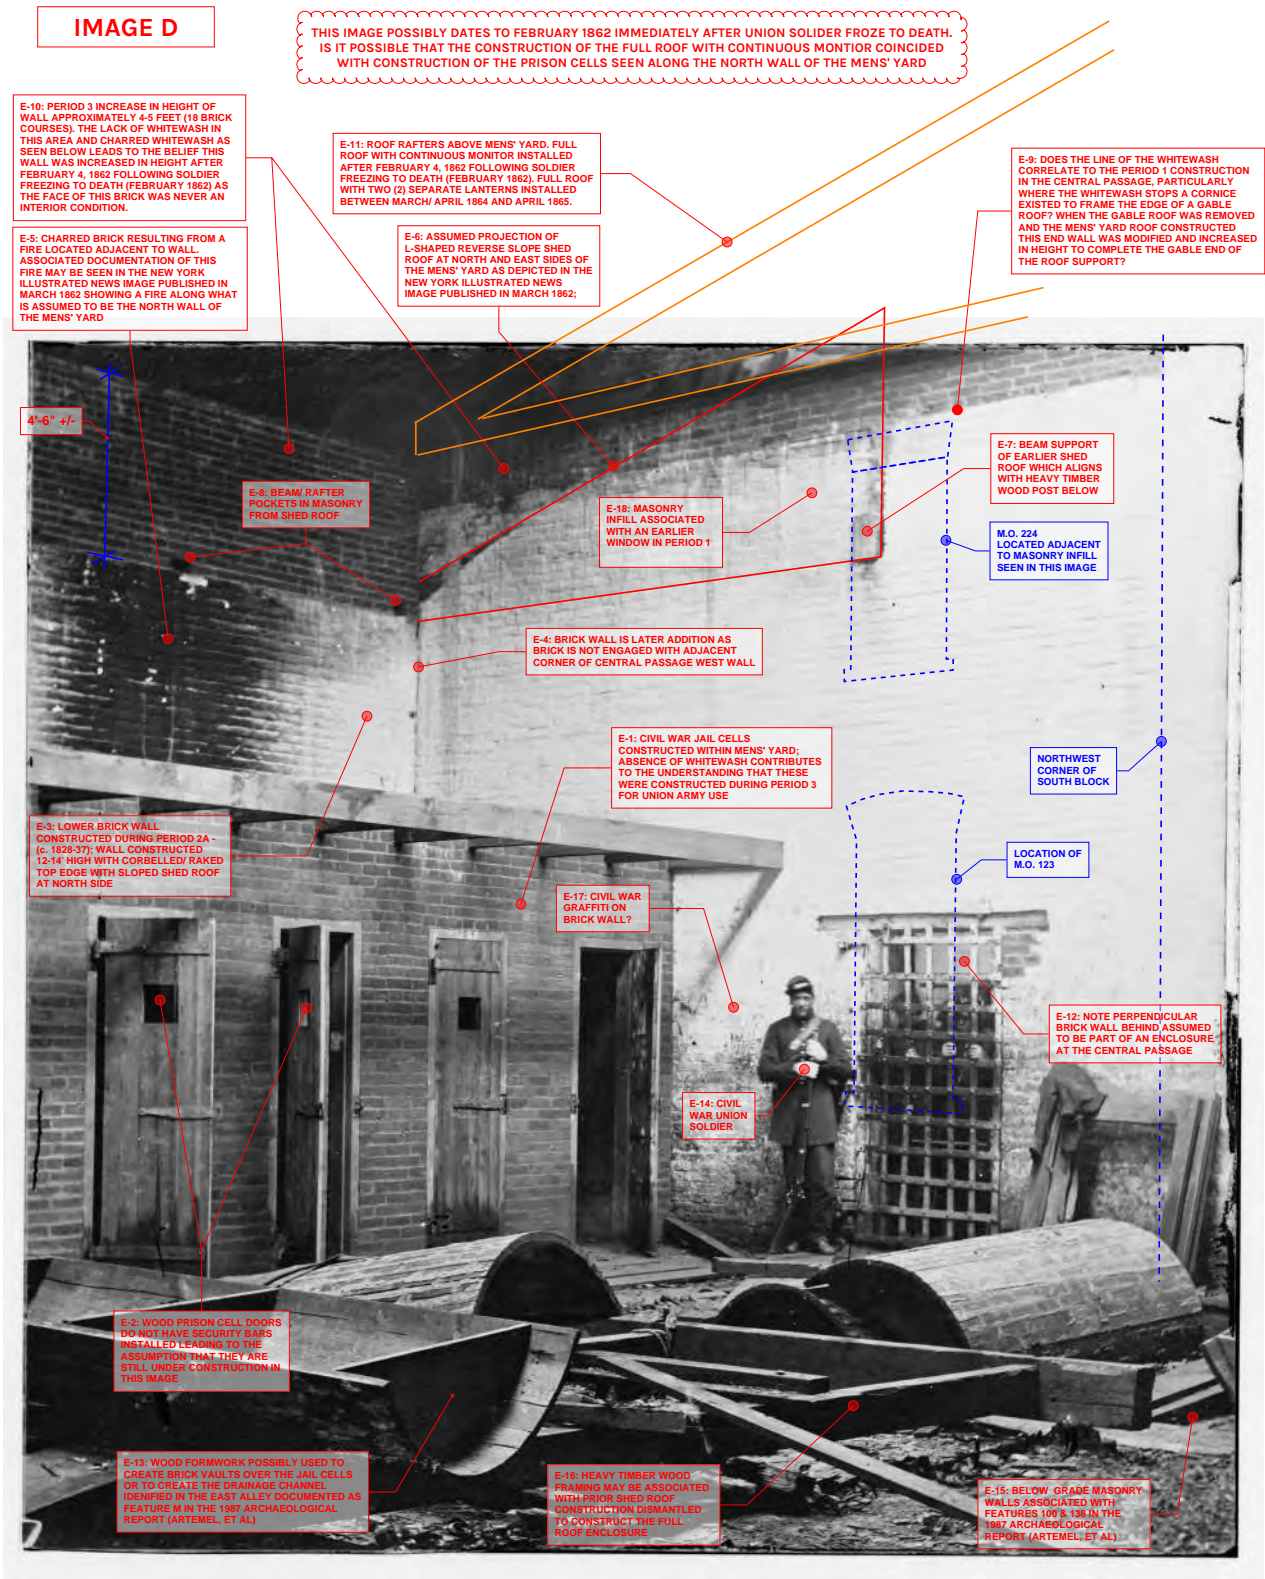 IMAGE D
THIS IMAGE POSSIBLY DATES TO FEBRUARY 1862 IMMEDIATELY AFTER UNION SOLIDER FROZE TO DEATH.
IS IT POSSIBLE THAT THE CONSTRUCTION OF THE FULL ROOF WITH CONTINUOUS MONTIOR COINCIDED
WITH CONSTRUCTION OF THE PRISON CELLS SEEN ALONG THE NORTH WALL OF THE MENS' YARD
E-10: PERIOD 3 INCREASE IN HEIGHT OF
WALL APPROXIMATELY 4-5 FEET (18 BRICK
COURSES). THE LACK OF WHITEWASH IN
THIS AREA AND CHARRED WHITEWASH AS
SEEN BELOW LEADS TO THE BELIEF THIS
WALL WAS INCREASED IN HEIGHT AFTER
FEBRUARY 4, 1862 FOLLOWING SOLDIER
FREEZING TO DEATH (FEBRUARY 1862) AS
THE FACE OF THIS BRICK WAS NEVER AN
INTERIOR CONDITION.
E-11: ROOF RAFTERS ABOVE MENS' YARD. FULL
ROOF WITH CONTINUOUS MONITOR INSTALLED
AFTER FEBRUARY 4, 1862 FOLLOWING SOLDIER
FREEZING TO DEATH (FEBRUARY 1862). FULL ROOF
WITH TWO (2) SEPARATE LANTERNS INSTALLED
BETWEEN MARCH/ APRIL 1864 AND APRIL 1865.
E-9: DOES THE LINE OF THE WHITEWASH
CORRELATE TO THE PERIOD 1 CONSTRUCTION
IN THE CENTRAL PASSAGE, PARTICULARLY
WHERE THE WHITEWASH STOPS A CORNICE
EXISTED TO FRAME THE EDGE OF A GABLE
ROOF? WHEN THE GABLE ROOF WAS REMOVED
AND THE MENS' YARD ROOF CONSTRUCTED
THIS END WALL WAS MODIFIED AND INCREASED
IN HEIGHT TO COMPLETE THE GABLE END OF
THE ROOF SUPPORT?
E-5: CHARRED BRICK RESULTING FROM A
FIRE LOCATED ADJACENT TO WALL.
ASSOCIATED DOCUMENTATION OF THIS
FIRE MAY BE SEEN IN THE NEW YORK
ILLUSTRATED NEWS IMAGE PUBLISHED IN
MARCH 1862 SHOWING A FIRE ALONG WHAT
IS ASSUMED TO BE THE NORTH WALL OF
THE MENS' YARD
E-6: ASSUMED PROJECTION OF
L-SHAPED REVERSE SLOPE SHED
ROOF AT NORTH AND EAST SIDES OF
THE MENS' YARD AS DEPICTED IN THE
NEW YORK ILLUSTRATED NEWS
IMAGE PUBLISHED IN MARCH 1862;
4'-6" +/-
E-8: BEAM/ RAFTER
POCKETS IN MASONRY
FROM SHED ROOF
E-7: BEAM SUPPORT
OF EARLIER SHED
ROOF WHICH ALIGNS
WITH HEAVY TIMBER
WOOD POST BELOW
E-18: MASONRY
INFILL ASSOCIATED
WITH AN EARLIER
WINDOW IN PERIOD 1
M.O. 224
LOCATED ADJACENT
TO MASONRY INFILL
SEEN IN THIS IMAGE
E-4: BRICK WALL IS LATER ADDITION AS
BRICK IS NOT ENGAGED WITH ADJACENT
CORNER OF CENTRAL PASSAGE WEST WALL
E-1: CIVIL WAR JAIL CELLS
CONSTRUCTED WITHIN MENS' YARD;
ABSENCE OF WHITEWASH CONTRIBUTES
TO THE UNDERSTANDING THAT THESE
WERE CONSTRUCTED DURING PERIOD 3
FOR UNION ARMY USE
NORTHWEST
CORNER OF
SOUTH BLOCK
E-3: LOWER BRICK WALL
CONSTRUCTED DURING PERIOD 2A -
(c. 1828-37); WALL CONSTRUCTED
12-14' HIGH WITH CORBELLED/ RAKED
TOP EDGE WITH SLOPED SHED ROOF
AT NORTH SIDE
LOCATION OF
M.O. 123
E-17: CIVIL WAR
GRAFFITI ON
BRICK WALL?
E-12: NOTE PERPENDICULAR
BRICK WALL BEHIND ASSUMED
TO BE PART OF AN ENCLOSURE
AT THE CENTRAL PASSAGE
E-14: CIVIL
WAR UNION
SOLDIER
E-2: WOOD PRISON CELL DOORS
DO NOT HAVE SECURITY BARS
INSTALLED LEADING TO THE
ASSUMPTION THAT THEY ARE
STILL UNDER CONSTRUCTION IN
THIS IMAGE
E-13: WOOD FORMWORK POSSIBLY USED TO
CREATE BRICK VAULTS OVER THE JAIL CELLS
OR TO CREATE THE DRAINAGE CHANNEL
IDENIFIED IN THE EAST ALLEY DOCUMENTED AS
FEATURE M IN THE 1987 ARCHAEOLOGICAL
REPORT (ARTEMEL, ET AL)
E-16: HEAVY TIMBER WOOD
FRAMING MAY BE ASSOCIATED
WITH PRIOR SHED ROOF
CONSTRUCTION DISMANTLED
TO CONSTRUCT THE FULL
ROOF ENCLOSURE
E-15: BELOW GRADE MASONRY
WALLS ASSOCIATED WITH
FEATURES 100 & 138 IN THE
1987 ARCHAEOLOGICAL
REPORT (ARTEMEL, ET AL)